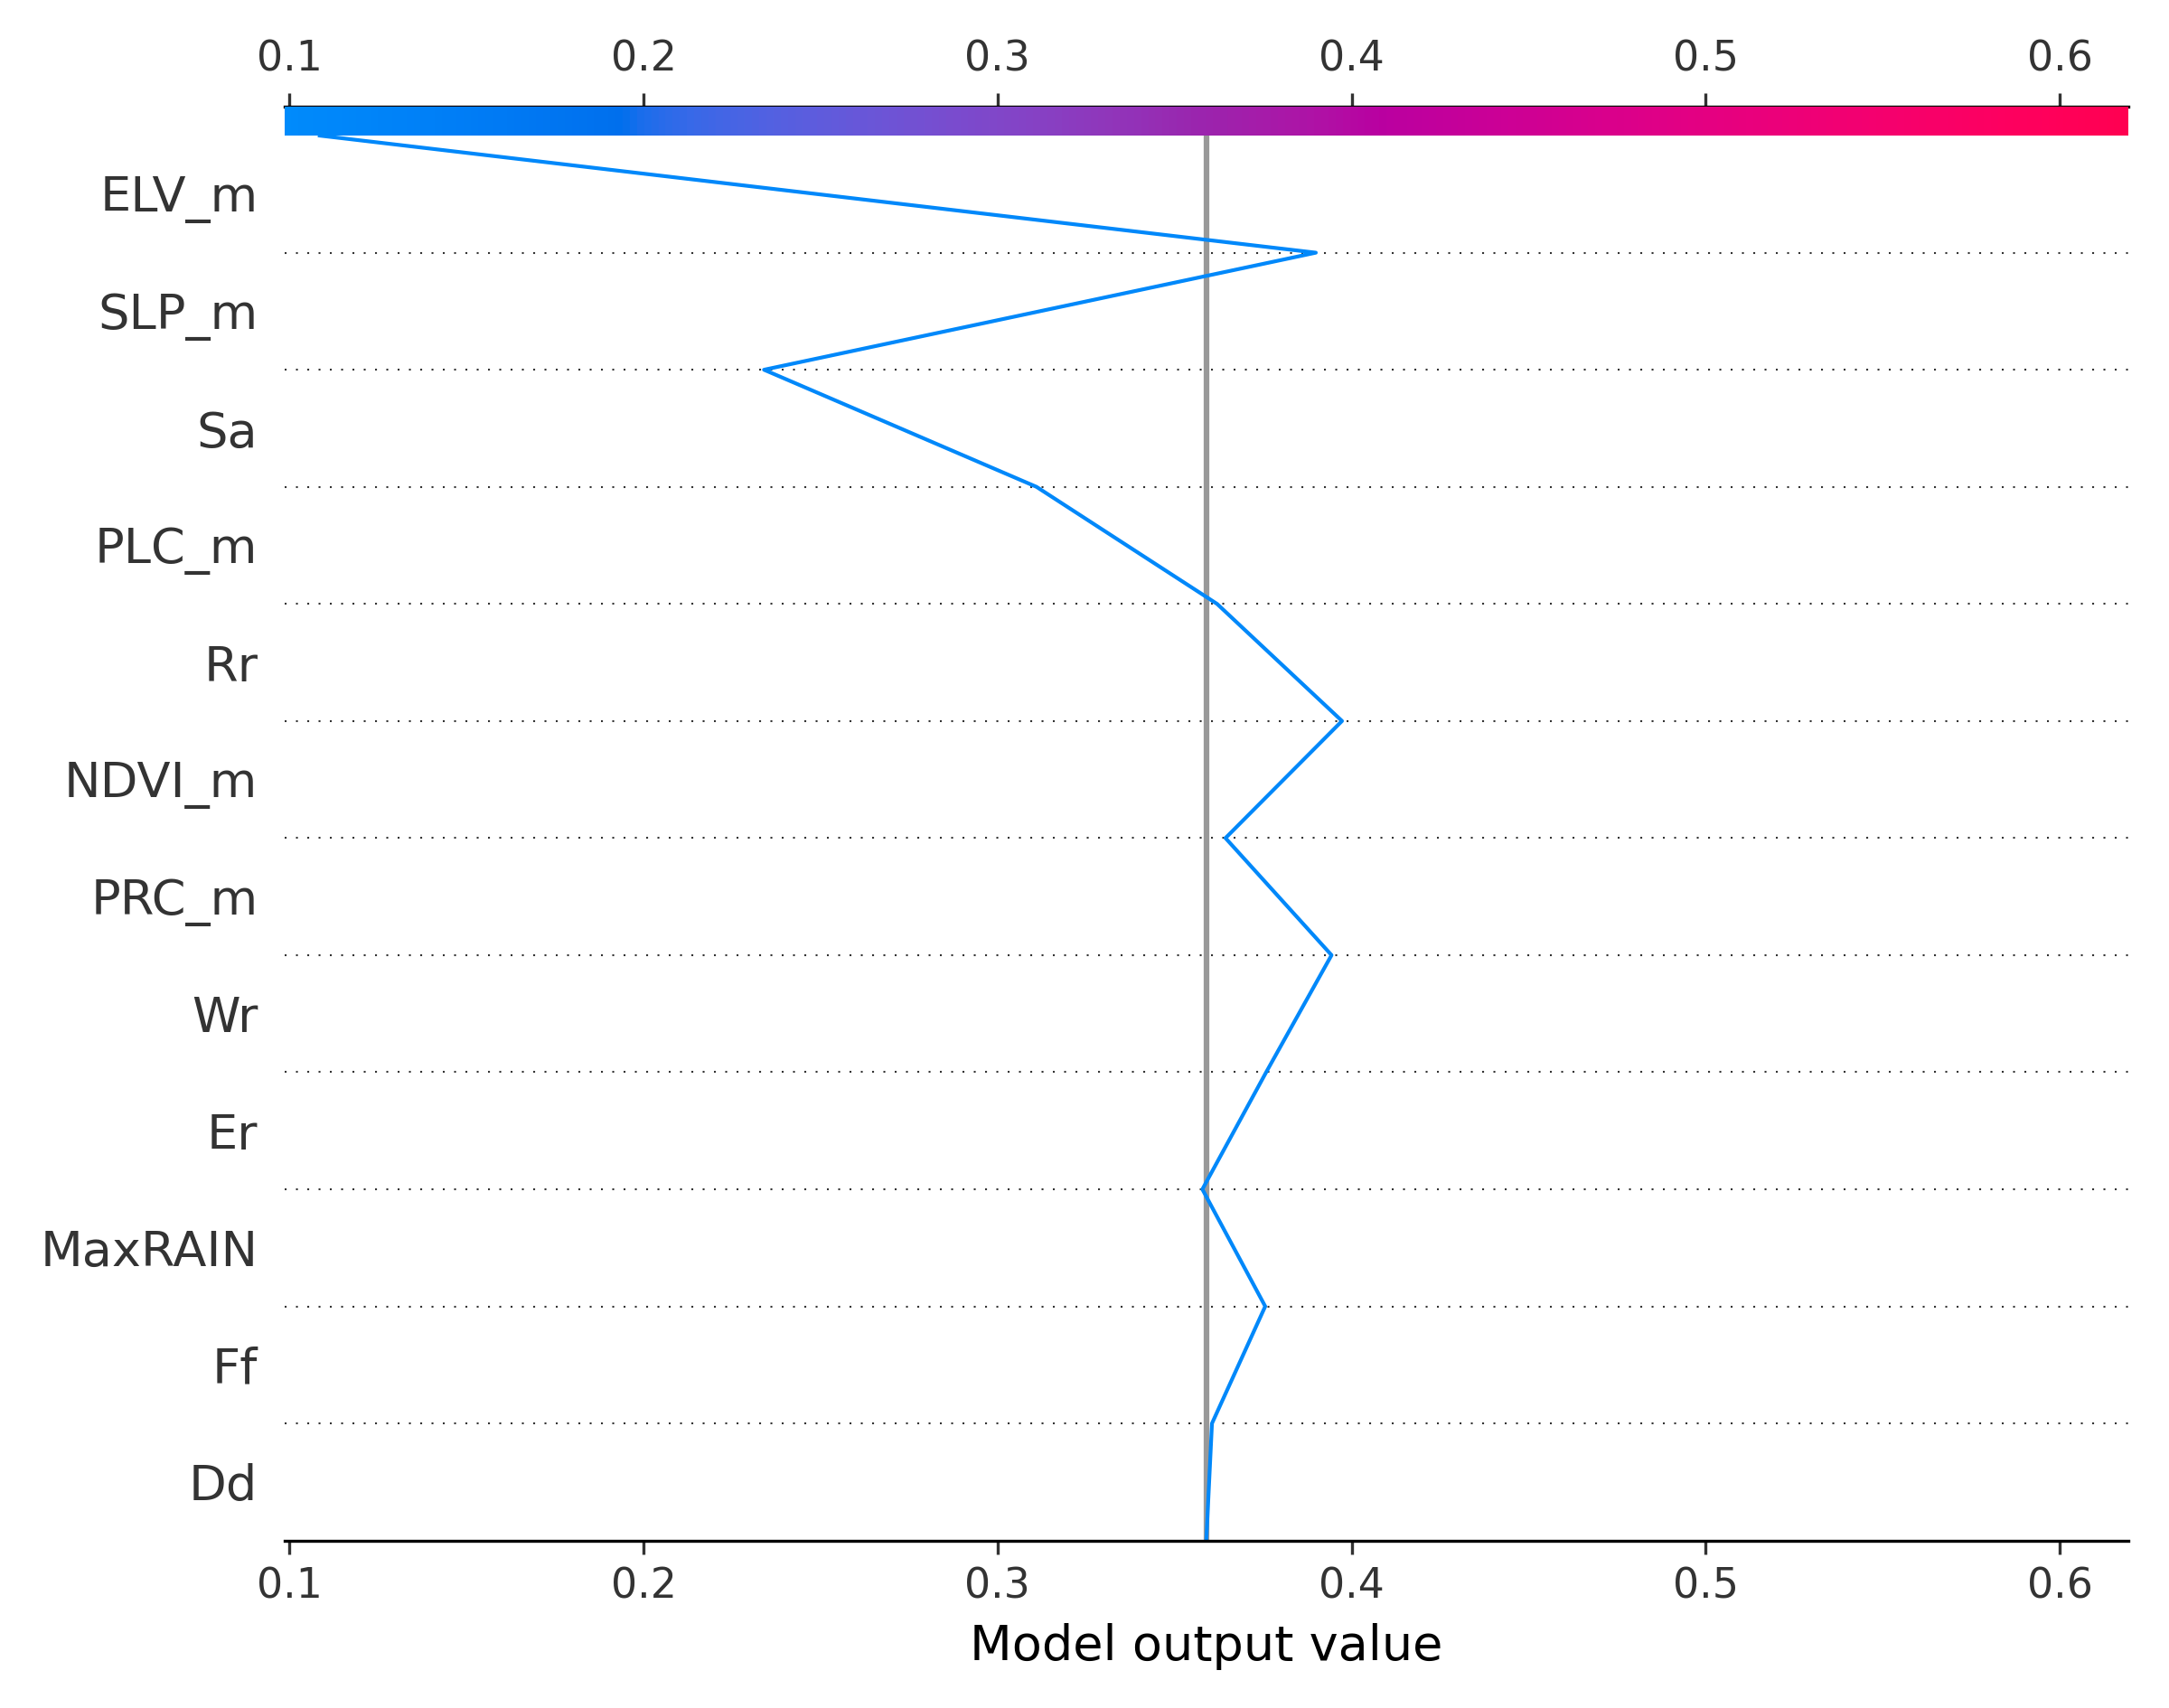 0.1 0.2 0.3 0.4 0.5 0.6
ELV_m
SLP_m
Sa
PLC_m
Rr
NDVI_m
PRC_m
Wr
Er
MaxRAIN
Ff
Dd
0.1 0.2 0.3 0.4 0.5 0.6
Model output value